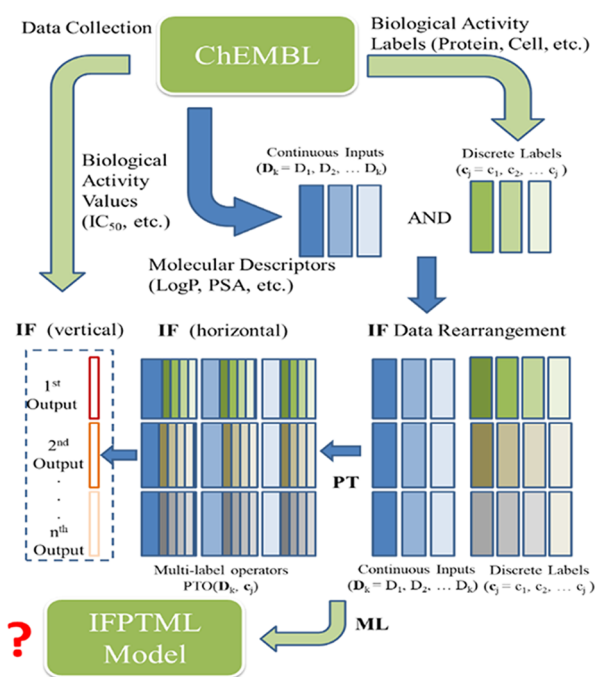 Data Collection
ChEMBL
Biological Activity
Labels (Protein, Cell, etc.)
Biological
Activity
Values
(IC50, etc.)
Continuous Inputs
(Dk = D1, D2, … Dk)
AND
Discrete Labels
(cj = c1, c2, … cj )
Molecular Descriptors
(LogP, PSA, etc.)
IF (vertical)
IF (horizontal)
IF Data Rearrangement
1st
Output
2nd
Output
.
.
.
nth
Output
PT
Multi-label operators
PTO(Dk, cj)
Continuous Inputs
(Dk = D1, D2, … Dk)
Discrete Labels
(cj = c1, c2, … cj )
ML
?
IFPTML
Model